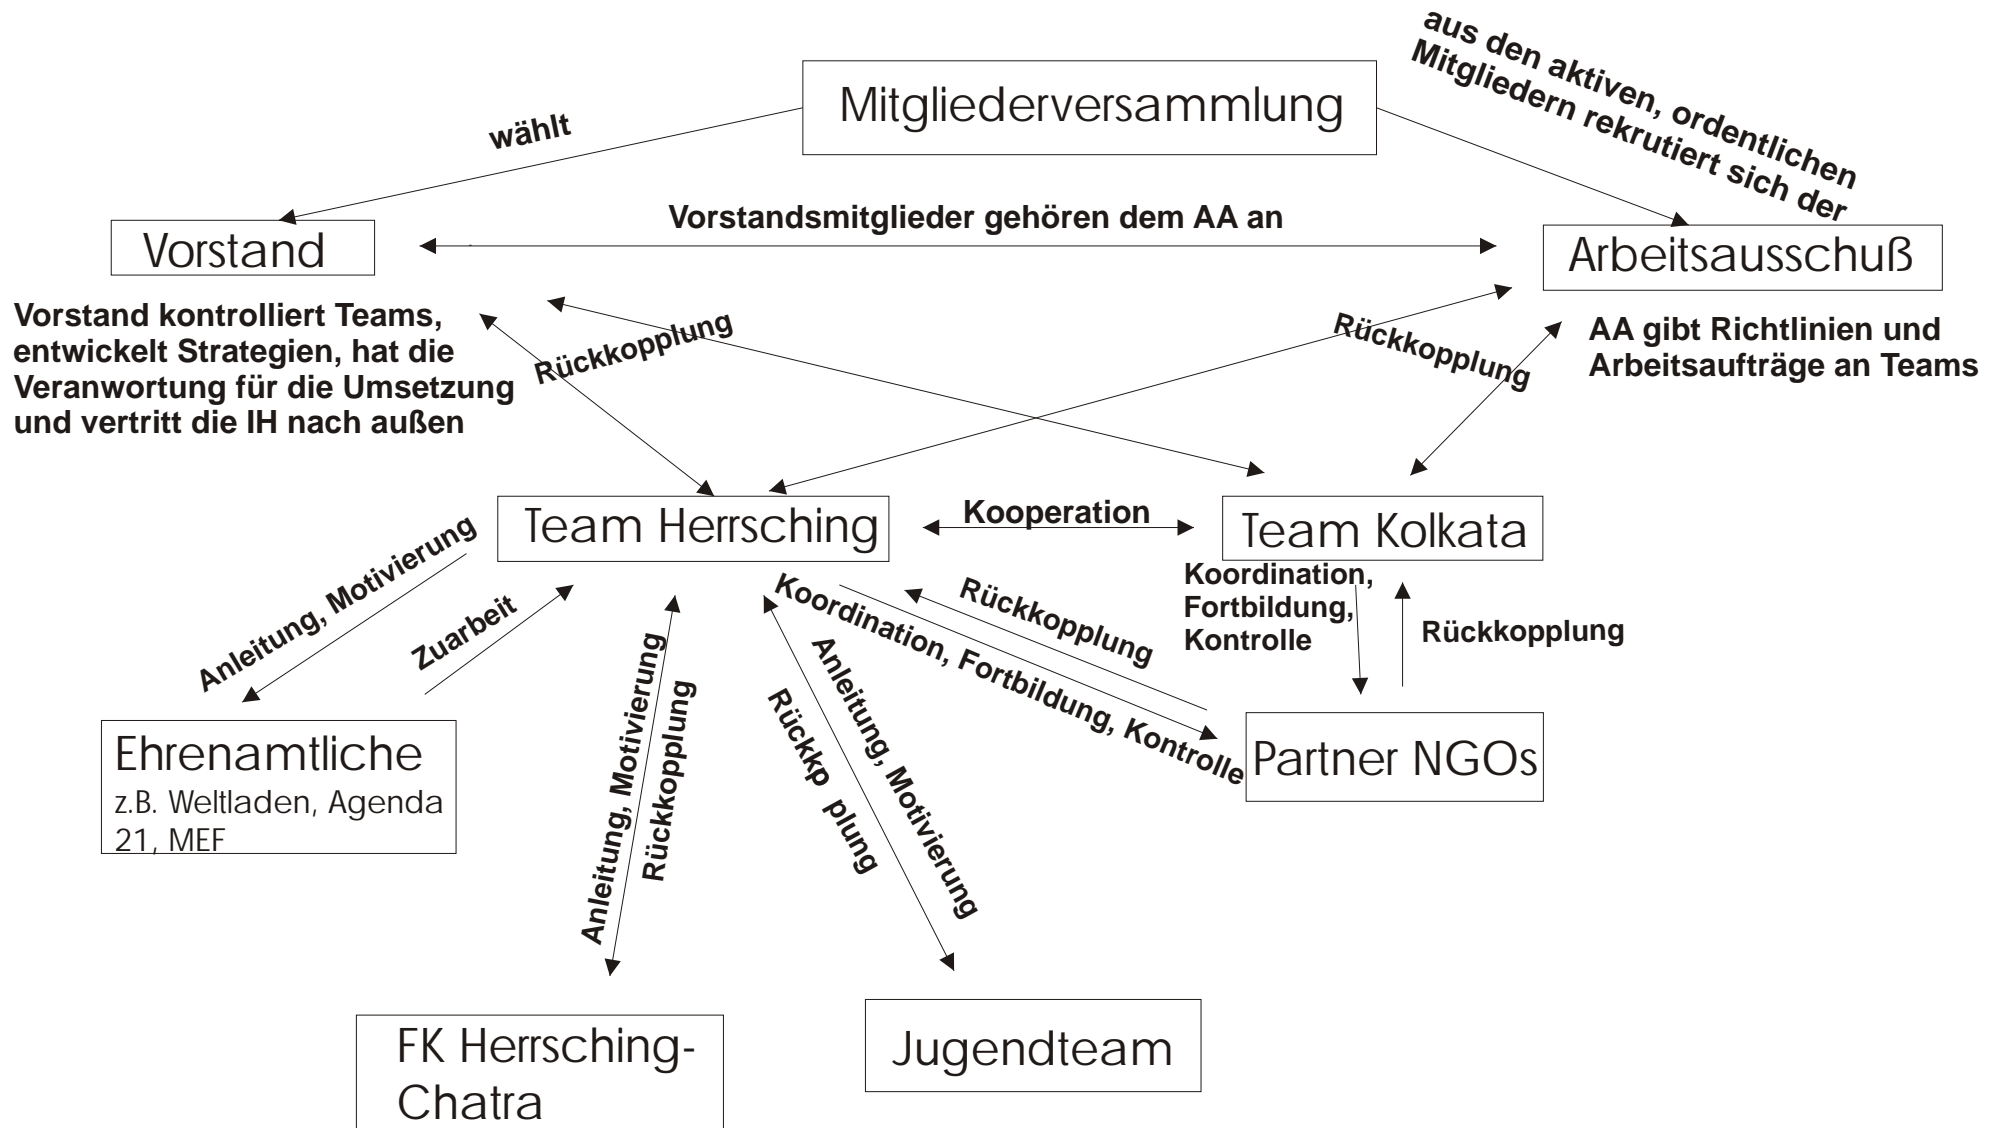 aus den aktiven, ordentlichen
Mitgliedern rekrutiert sich der
Mitgliederversammlung
wählt
Vorstandsmitglieder gehören dem AA an
Vorstand
Arbeitsausschuß
Vorstand kontrolliert Teams,
entwickelt Strategien, hat die
Veranwortung für die Umsetzung
und vertritt die IH nach außen
Rückkopplung
Rückkopplung
AA gibt Richtlinien und
Arbeitsaufträge an Teams
Team Herrsching
Kooperation
Team Kolkata
Anleitung, Motivierung
Zuarbeit
Koordination, Fortbildung, Kontrolle
Rückkopplung
Koordination,
Fortbildung,
Kontrolle
Rückkopplung
Anleitung, Motivierung
Rückkopplung
Anleitung, Motivierung
Rückkp plung
Ehrenamtliche
z.B. Weltladen, Agenda
21, MEF
Partner NGOs
FK Herrsching-
Chatra
Jugendteam